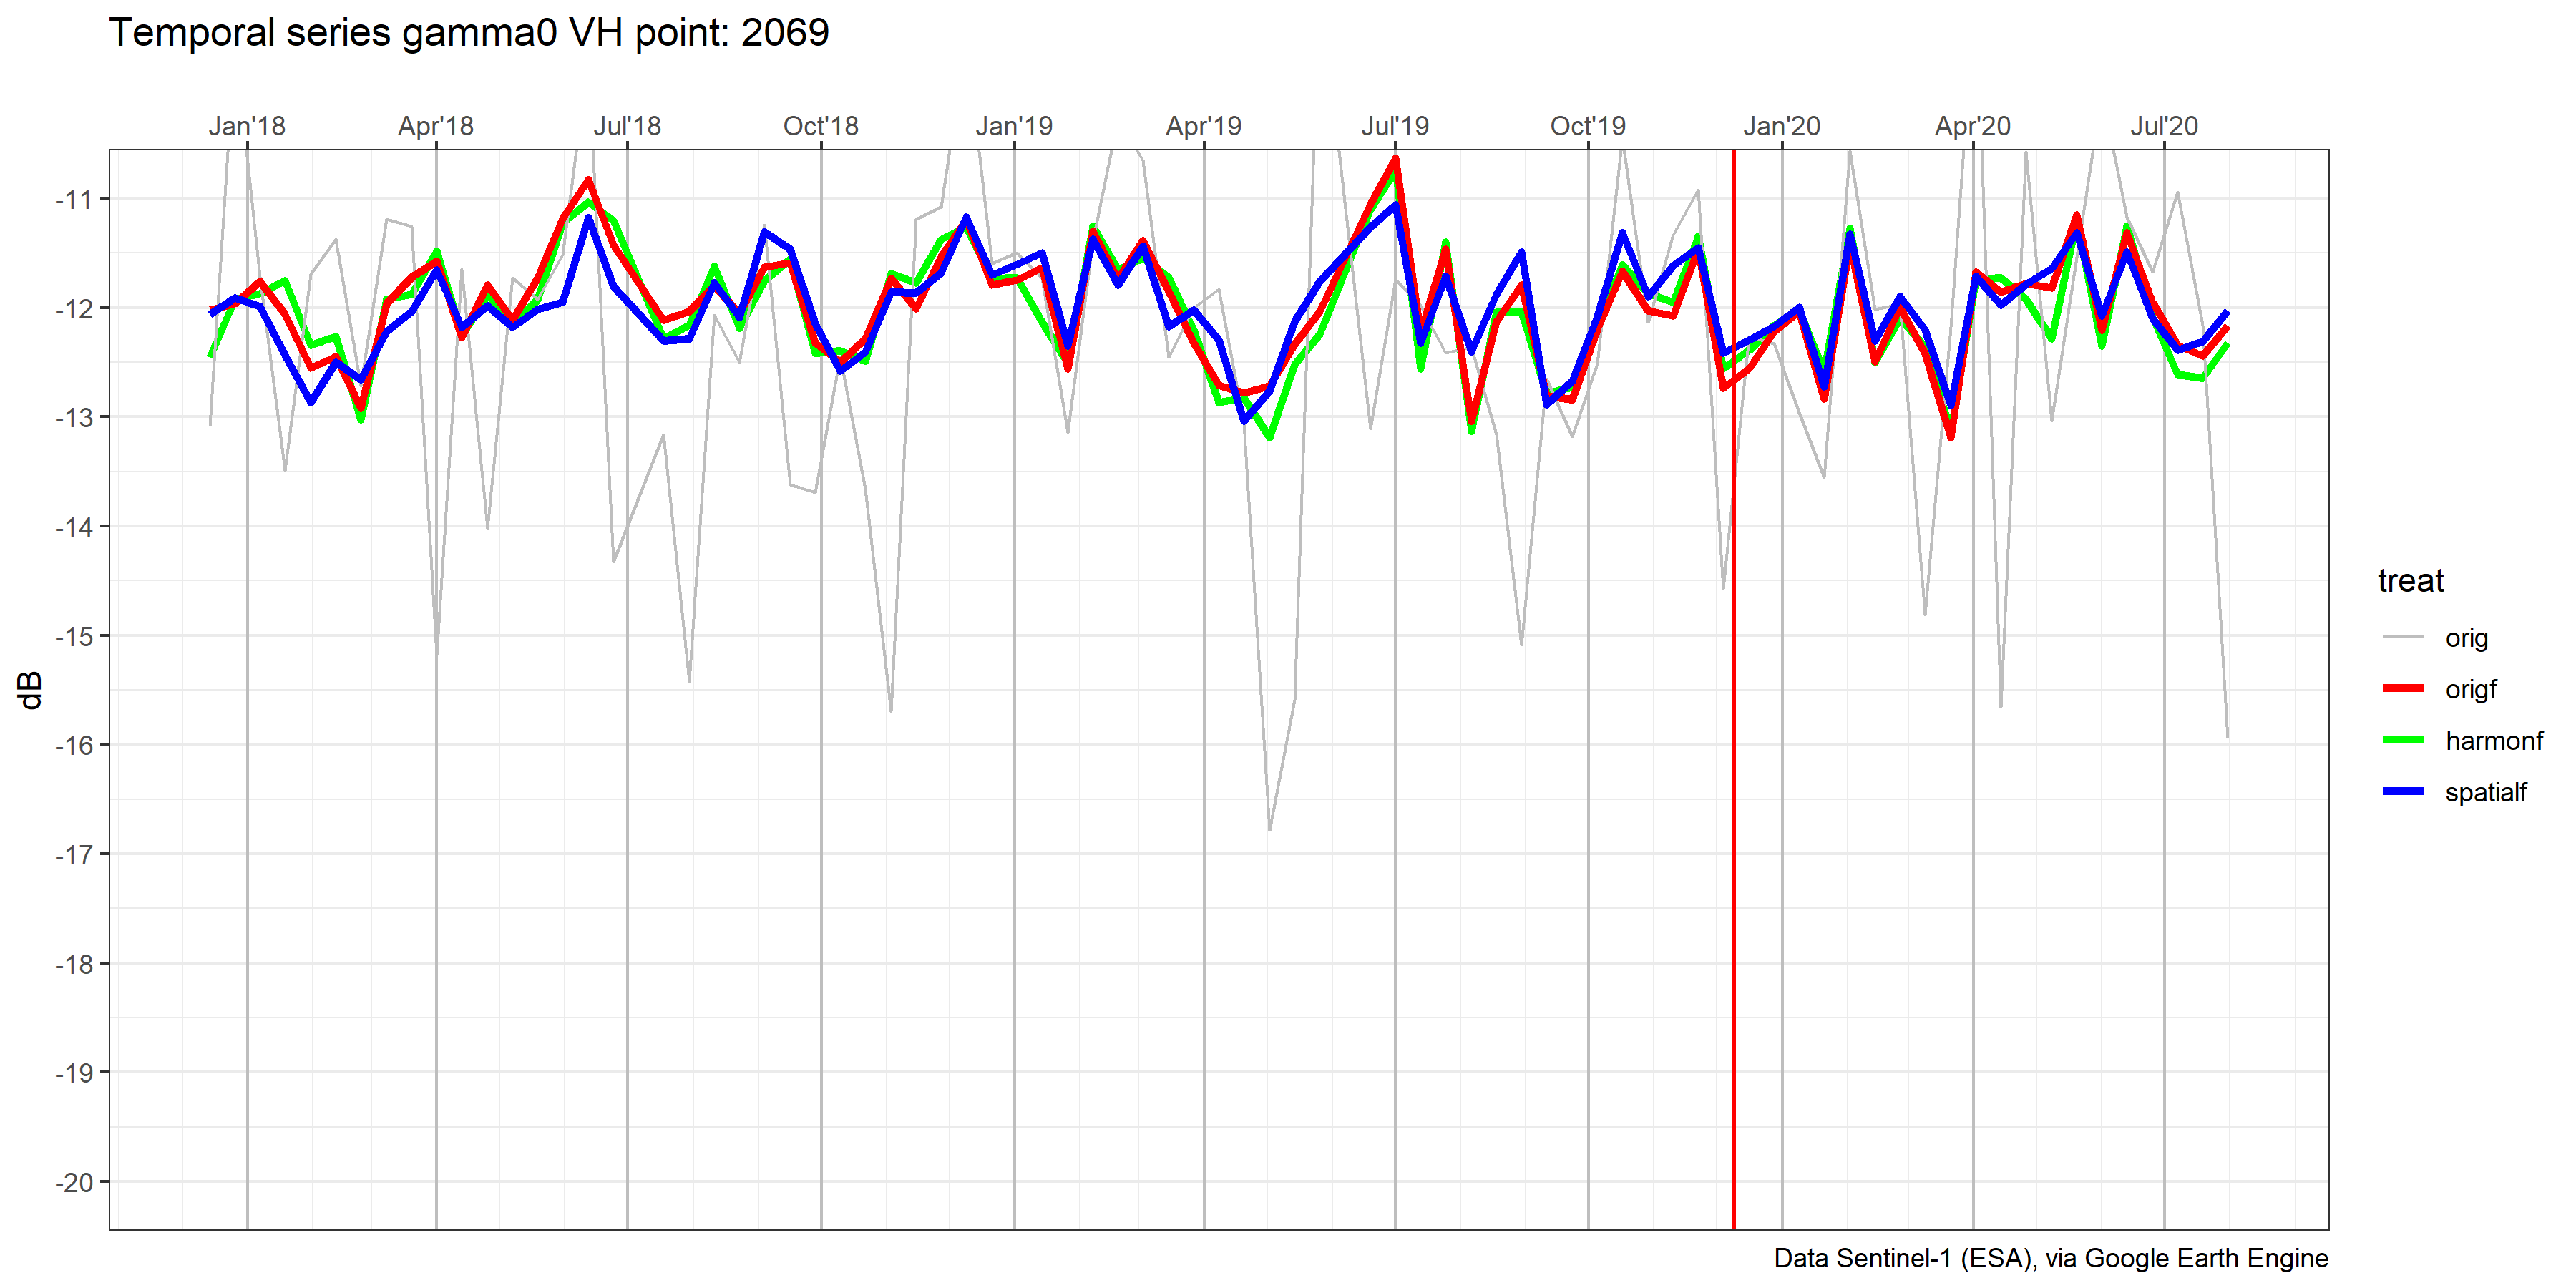 Temporal series gamma0 VH point: 2069
Jan'18 Apr'18 Jul'18 Oct'18 Jan'19 Apr'19 Jul'19 Oct'19 Jan'20 Apr'20 Jul'20
-11
-12
-13
-14
-15
-16
-17
-18
-19
-20
dB
treat
orig
origf
harmonf
spatialf
Data Sentinel-1 (ESA), via Google Earth Engine